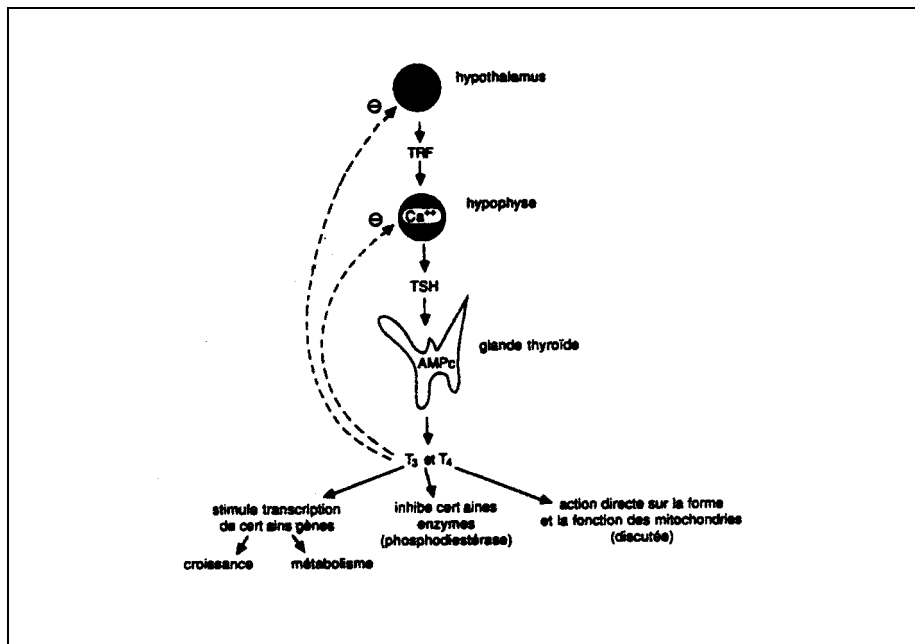 hypothalamus
⊖
TRF
hypophyse
⊖
Ca⁺⁺
TSH
glande thyroïde
AMPc
T₃ et T₄
stimule transcription
de cert ains gènes
croissance métabolisme
inhibe cert aines
enzymes
(phosphodiestérase)
action directe sur la forme
et la fonction des mitochondries
(discutée)